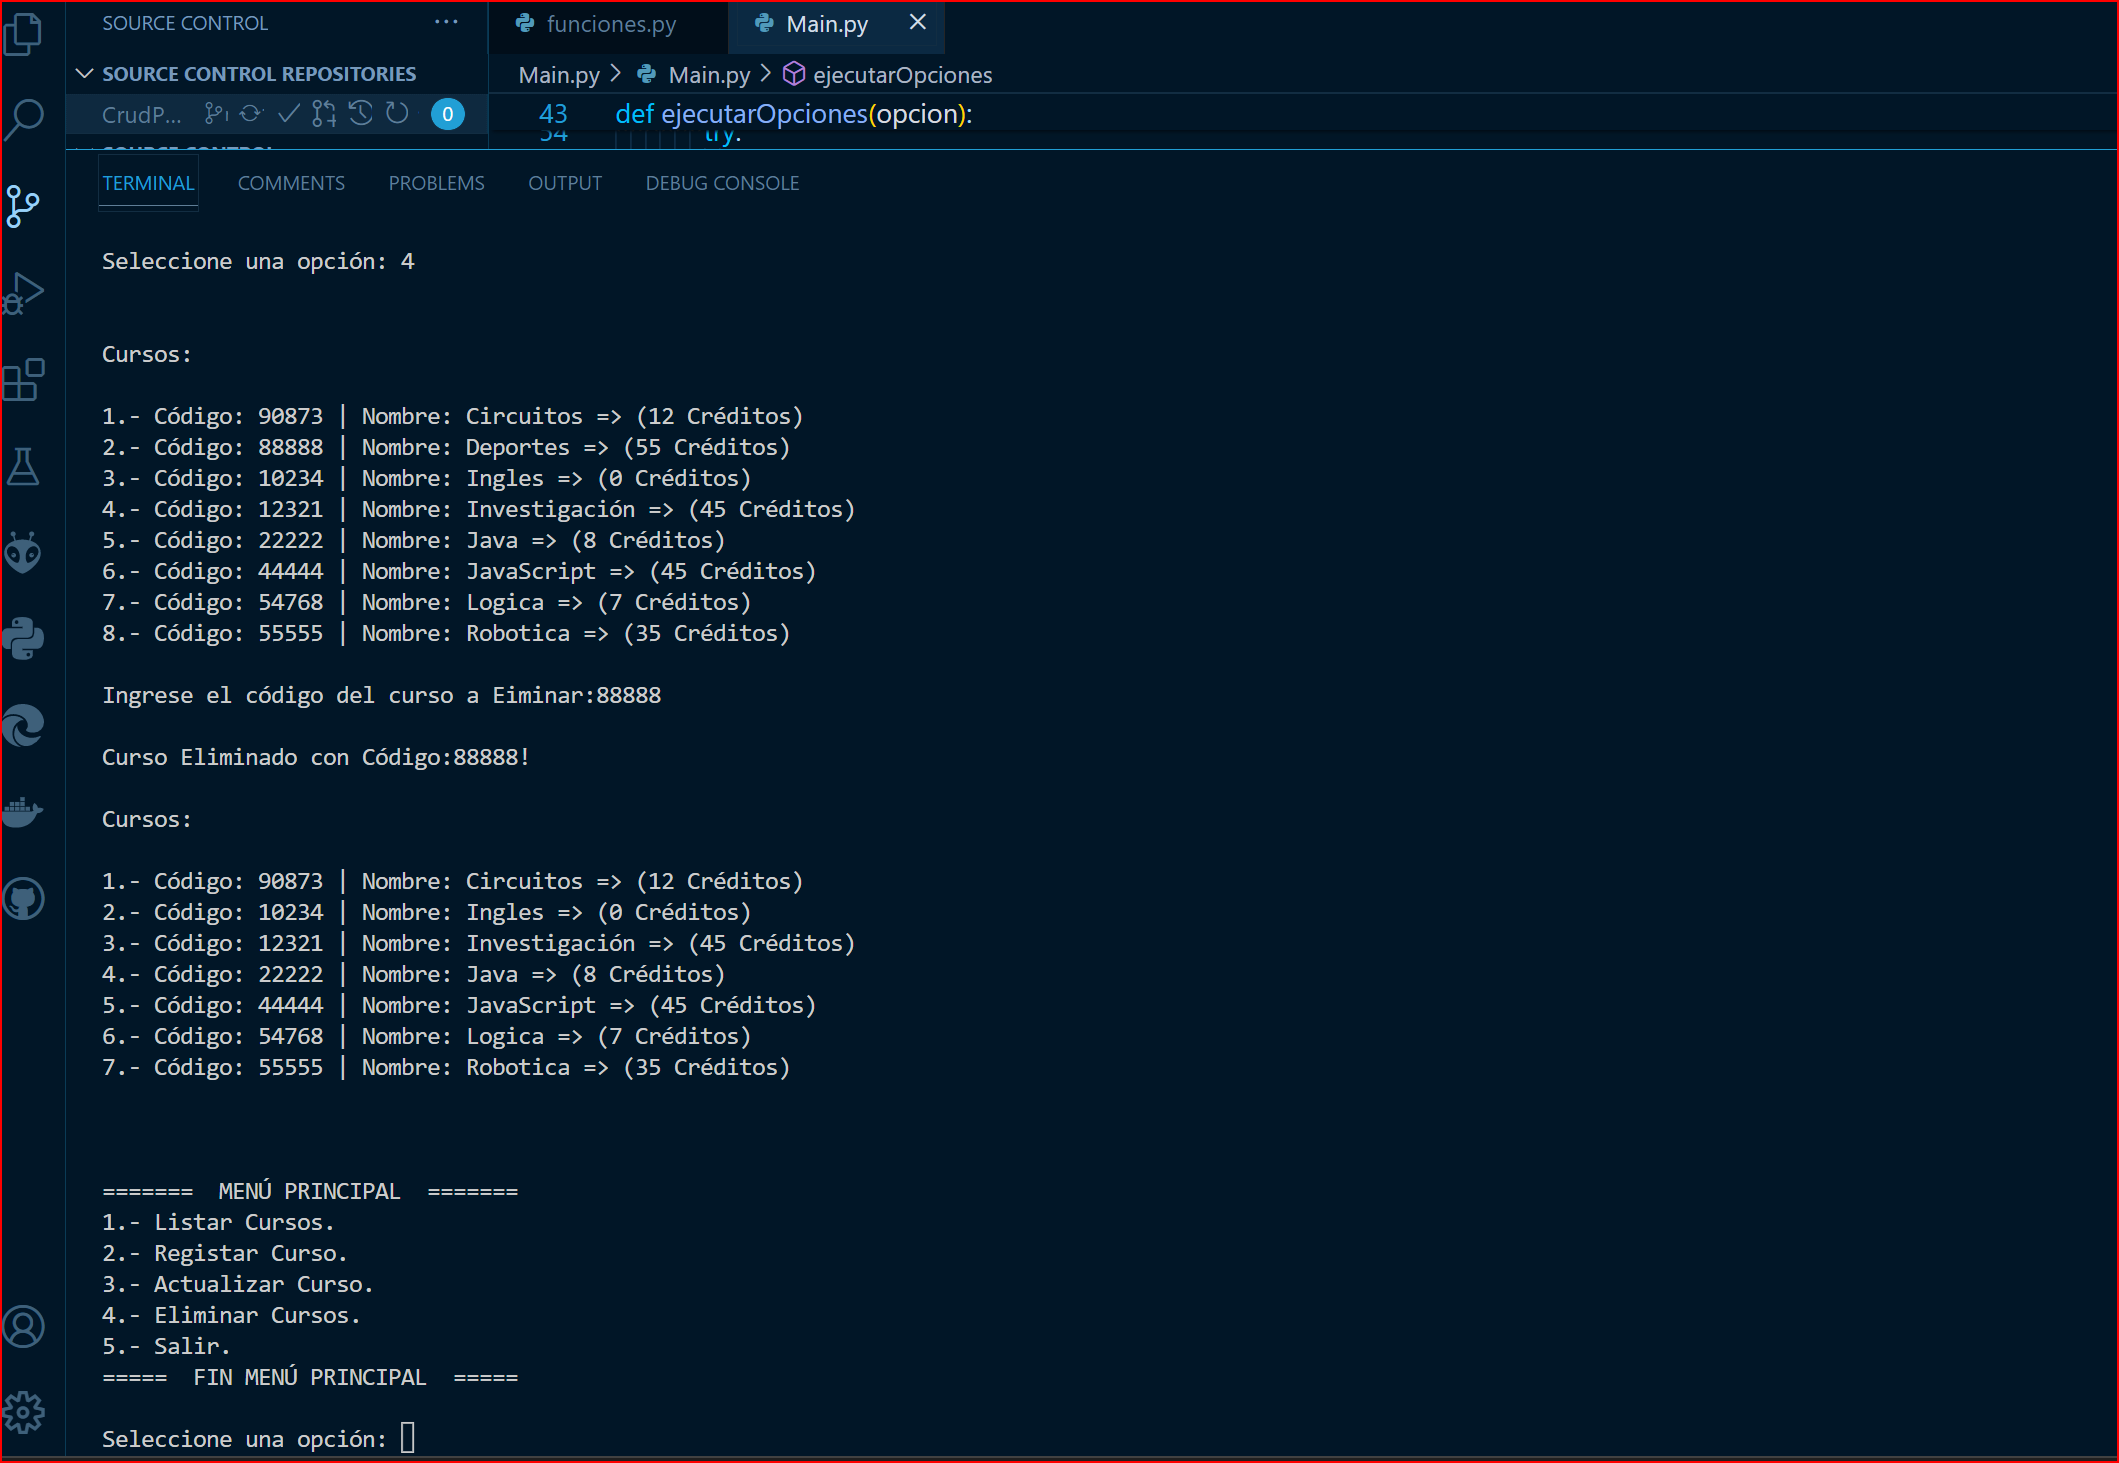 SOURCE CONTROL ···
funciones.py
Main.py
SOURCE CONTROL REPOSITORIES
Main.py > Main.py > ejecutarOpciones
CrudP... 0
43 def ejecutarOpciones(opcion):
54 try:
SOURCE CONTROL
TERMINAL COMMENTS PROBLEMS OUTPUT DEBUG CONSOLE
Seleccione una opción: 4
Cursos:
1.- Código: 90873 | Nombre: Circuitos => (12 Créditos)
2.- Código: 88888 | Nombre: Deportes => (55 Créditos)
3.- Código: 10234 | Nombre: Ingles => (0 Créditos)
4.- Código: 12321 | Nombre: Investigación => (45 Créditos)
5.- Código: 22222 | Nombre: Java => (8 Créditos)
6.- Código: 44444 | Nombre: JavaScript => (45 Créditos)
7.- Código: 54768 | Nombre: Logica => (7 Créditos)
8.- Código: 55555 | Nombre: Robotica => (35 Créditos)
Ingrese el código del curso a Eiminar:88888
Curso Eliminado con Código:88888!
Cursos:
1.- Código: 90873 | Nombre: Circuitos => (12 Créditos)
2.- Código: 10234 | Nombre: Ingles => (0 Créditos)
3.- Código: 12321 | Nombre: Investigación => (45 Créditos)
4.- Código: 22222 | Nombre: Java => (8 Créditos)
5.- Código: 44444 | Nombre: JavaScript => (45 Créditos)
6.- Código: 54768 | Nombre: Logica => (7 Créditos)
7.- Código: 55555 | Nombre: Robotica => (35 Créditos)
======= MENÚ PRINCIPAL =======
1.- Listar Cursos.
2.- Registar Curso.
3.- Actualizar Curso.
4.- Eliminar Cursos.
5.- Salir.
===== FIN MENÚ PRINCIPAL =====
Seleccione una opción: